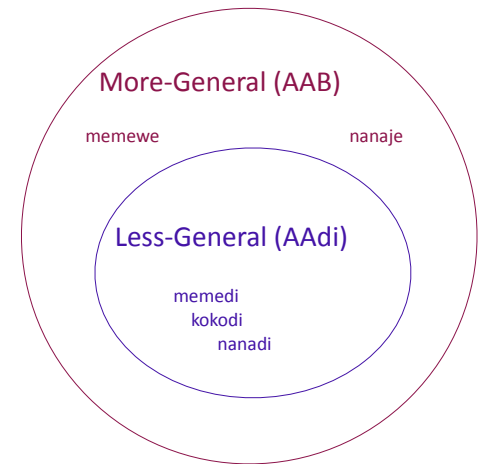 More-General (AAB)
memewe nanaje
Less-General (AAdi)
memedi
kokodi
nanadi